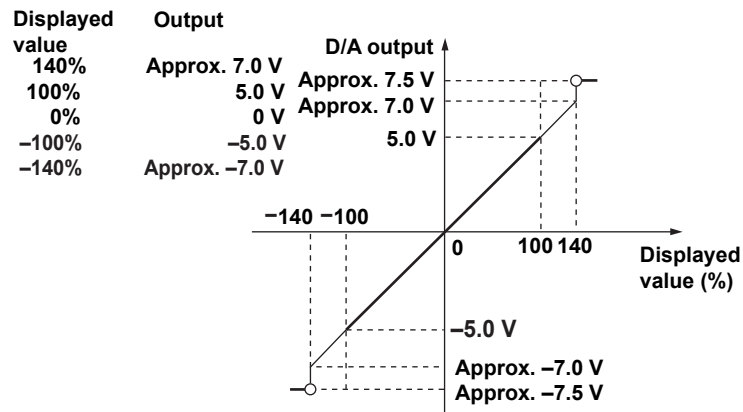 Displayed value Output
140% Approx. 7.0 V
100% 5.0 V
0% 0 V
–100% –5.0 V
–140% Approx. –7.0 V
D/A output
Approx. 7.5 V
Approx. 7.0 V
5.0 V
–140 –100
0 100 140
Displayed
value (%)
–5.0 V
Approx. –7.0 V
Approx. –7.5 V